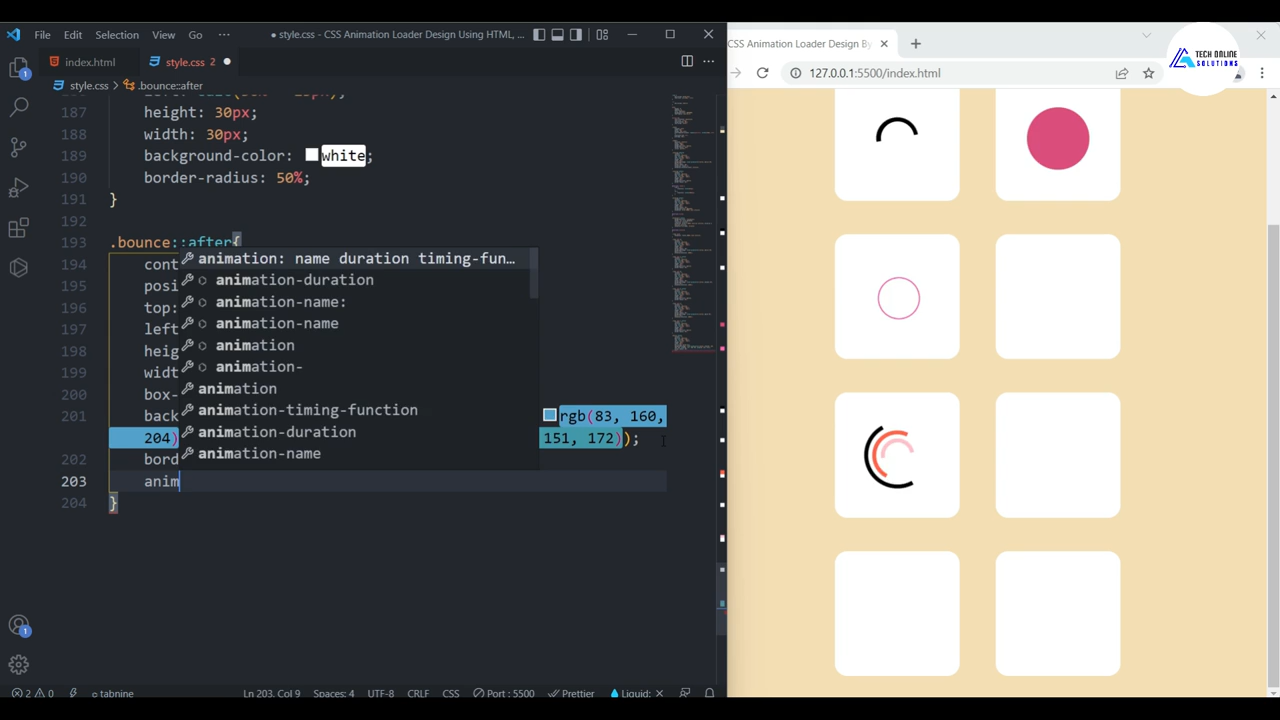 File Edit Selection View ··· ● style.css - CSS Animation Loader Design Using HTML, ...
index.html style.css 2 ●
style.css > .bounce::after
187 height: 30px;
188 width: 30px;
189 background-color: white;
190 border-radius: 50%;
191 }
192
193 .bounce::after{
194 cont
195 posi
196 top:
197 left
198 heig
199 widt
200 box-
201 back rgb(83, 160,
204) 151, 172));
202 bord
203 anim
204 }
animation: name duration timing-fun…
animation-duration
animation-name:
animation-name
animation
animation-
animation
animation-timing-function
animation-duration
animation-name
1
1
2 0 tabnine Ln 203, Col 9 Spaces: 4 UTF-8 CRLF CSS Port : 5500 Prettier Liquid:
CSS Animation Loader Design By
127.0.0.1:5500/index.html
TECH ONLINE
SOLUTIONS